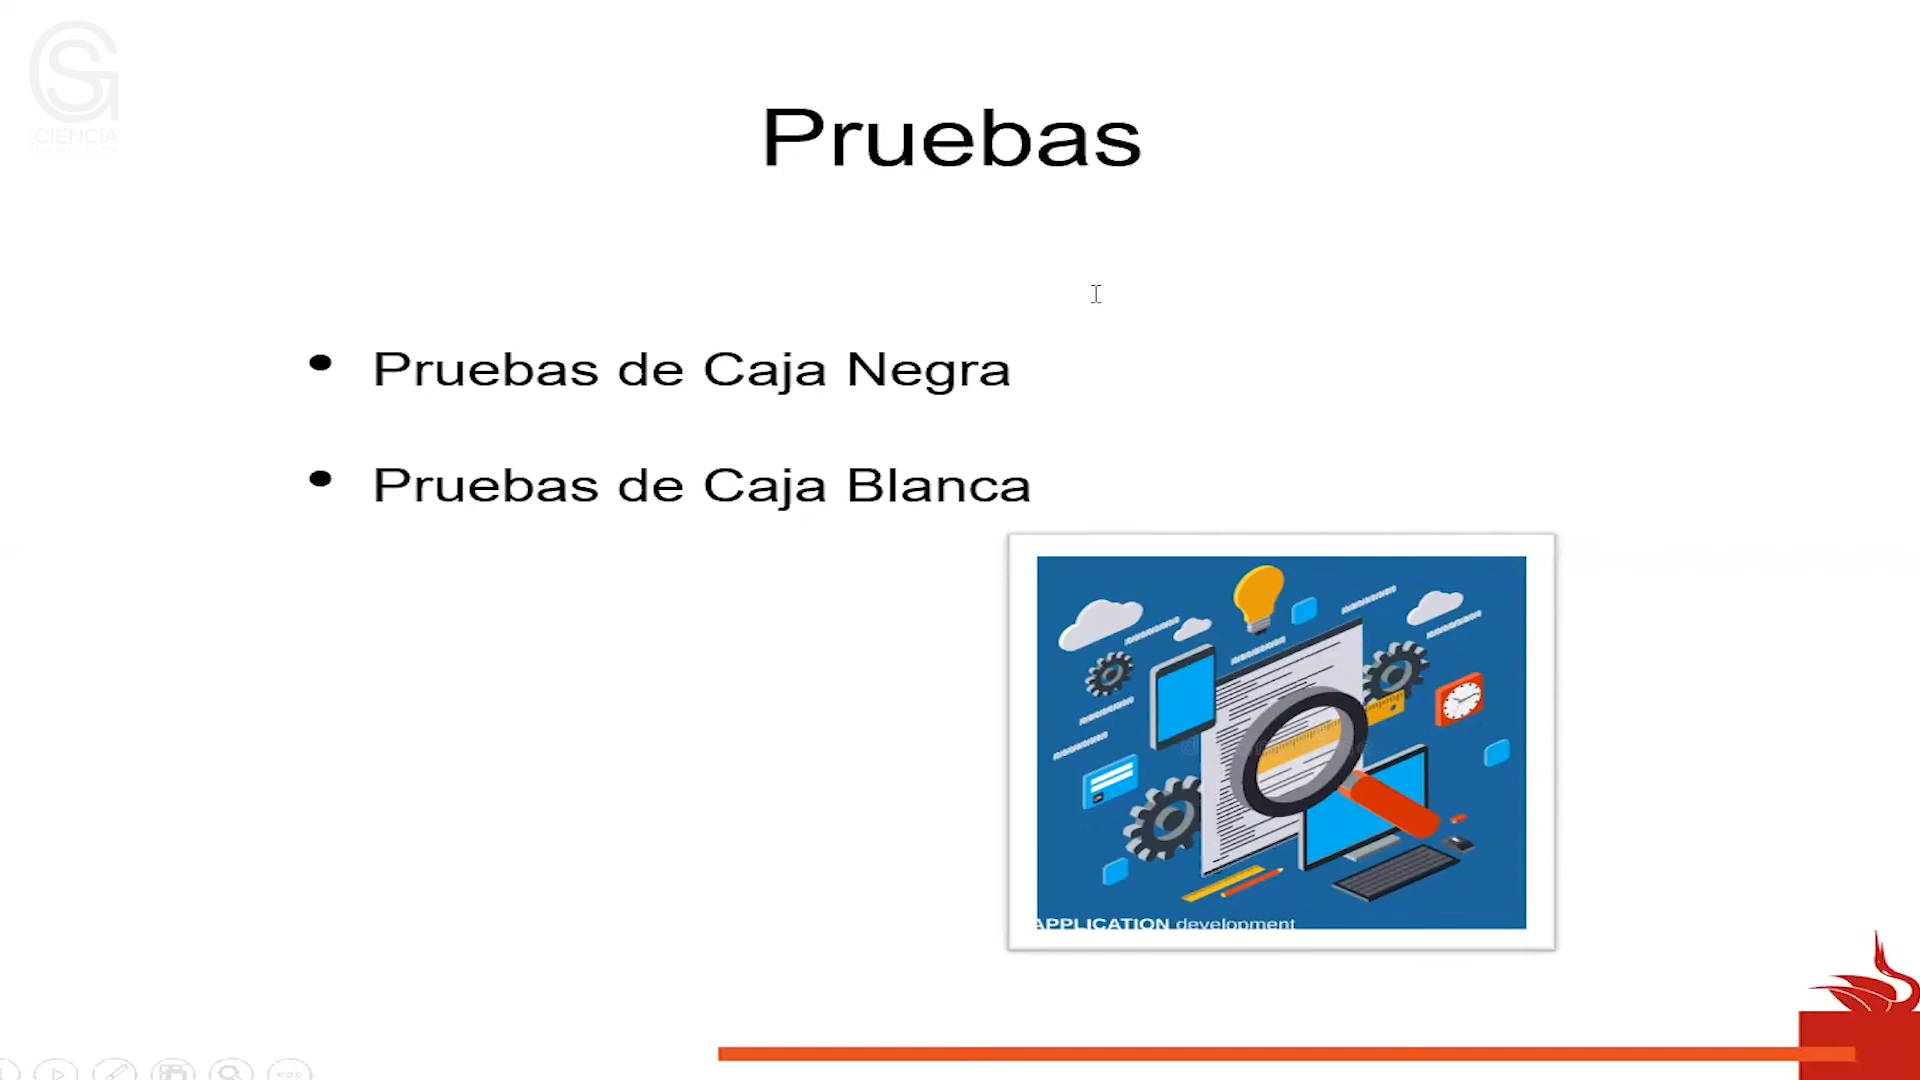 CIENCIA
Pruebas
• Pruebas de Caja Negra
• Pruebas de Caja Blanca
APPLICATION development